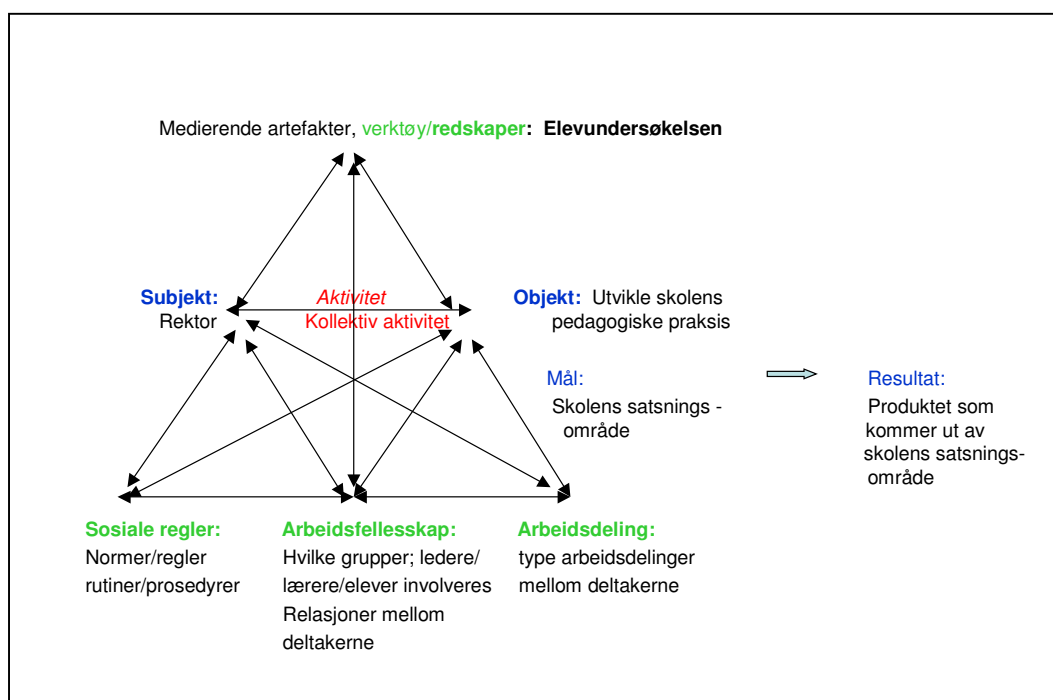 Medierende artefakter, verktøy/redskaper: Elevundersøkelsen
Subjekt:
Rektor
Aktivitet
Kollektiv aktivitet
Objekt: Utvikle skolens
pedagogiske praksis
Mål:
Skolens satsnings -
område
Resultat:
Produktet som
kommer ut av
skolens satsnings-
område
Sosiale regler:
Normer/regler
rutiner/prosedyrer
Arbeidsfellesskap:
Hvilke grupper; ledere/
lærere/elever involveres
Relasjoner mellom
deltakerne
Arbeidsdeling:
type arbeidsdelinger
mellom deltakerne